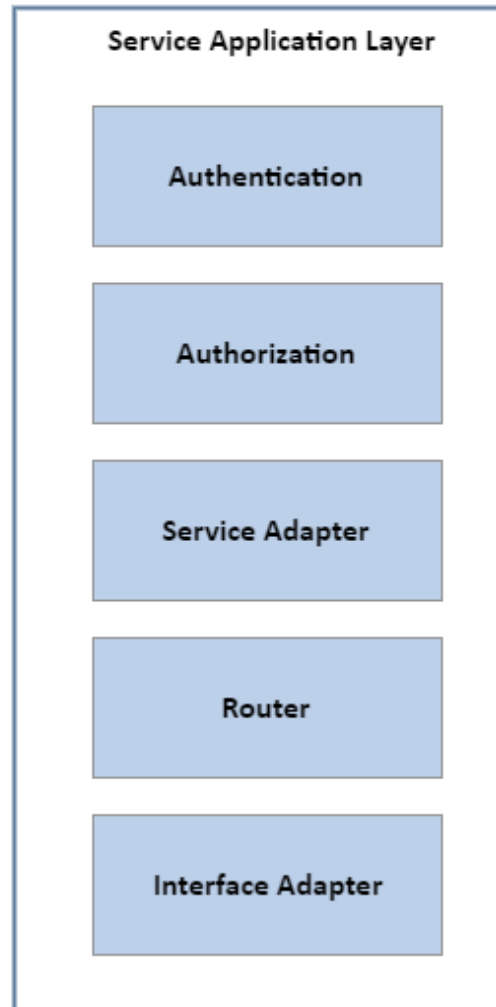 Service Application Layer
Authentication
Authorization
Service Adapter
Router
Interface Adapter